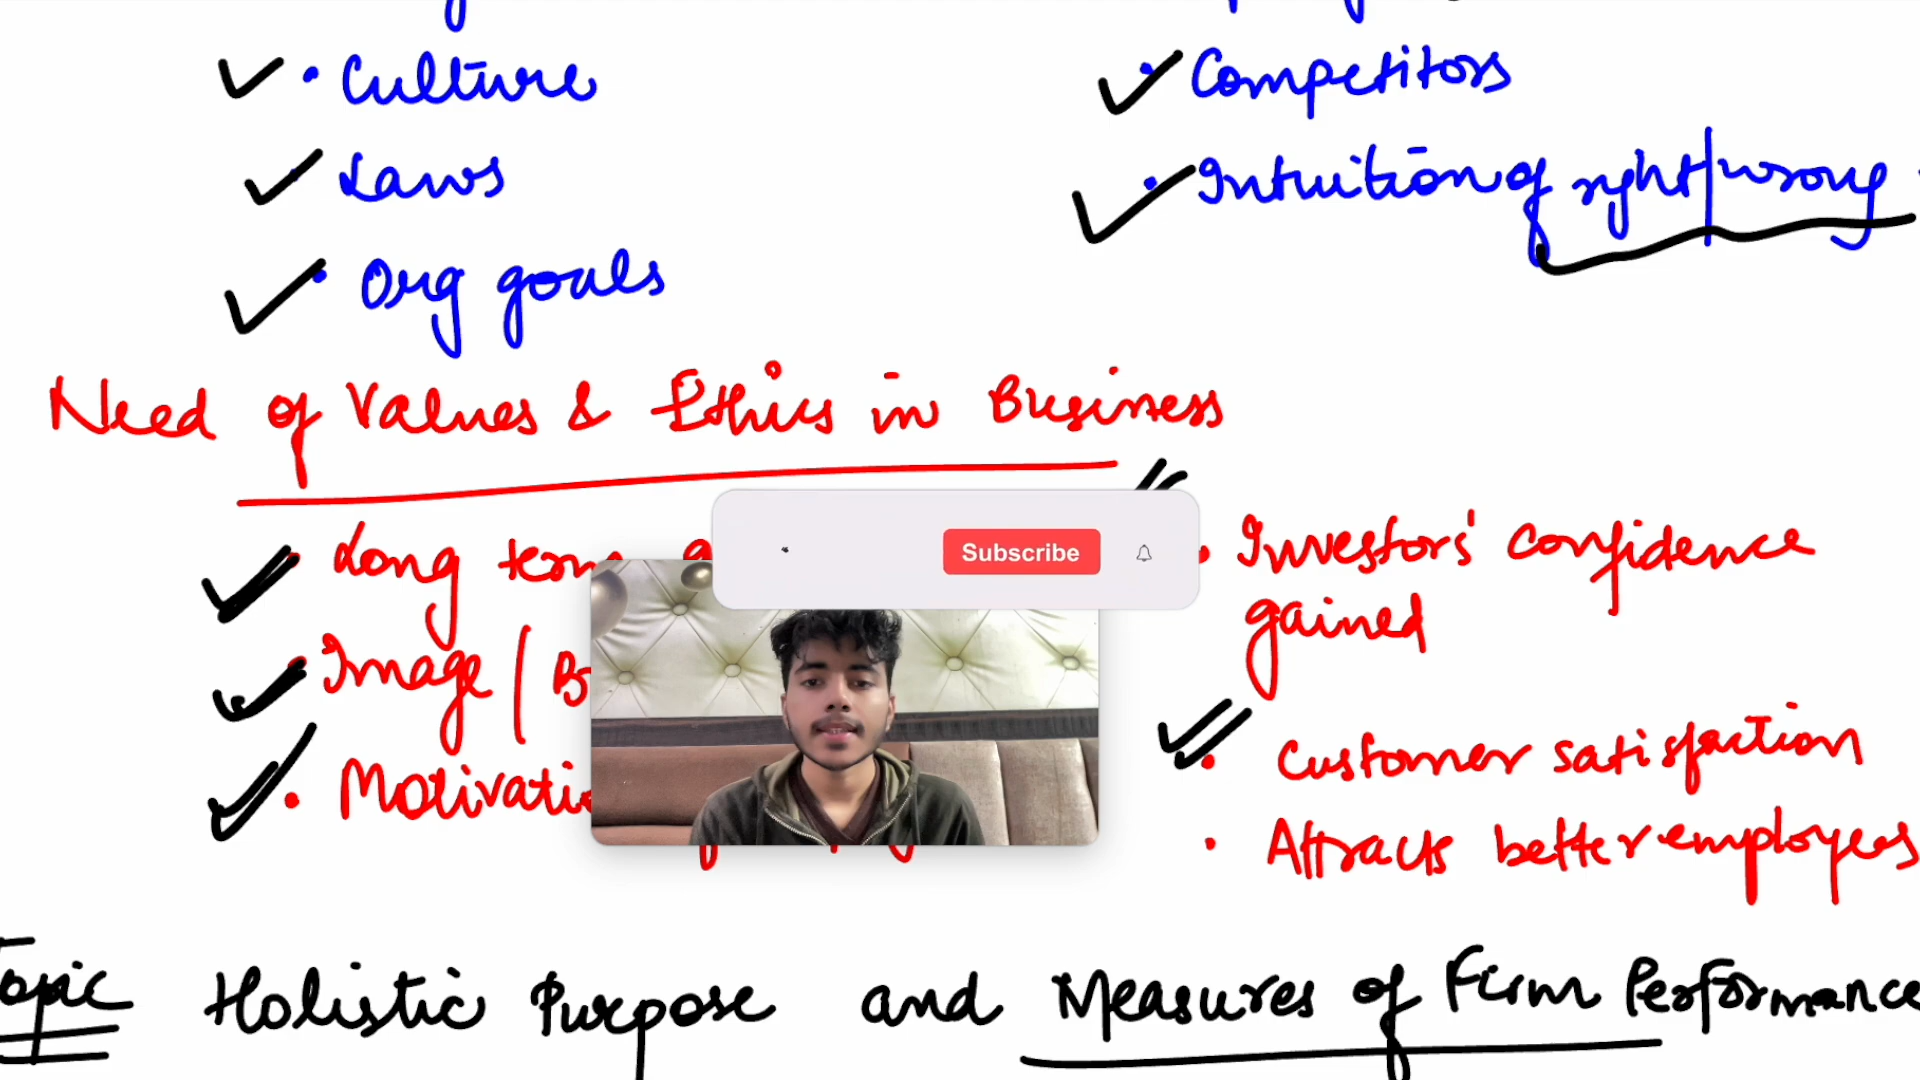 • Culture
• Competitors
• Laws
• Intuition of right/wrong
• Org goals
Need of Values & Ethics in Business
• Long term
• Investors' confidence
gained
Subscribe
• Image/
• Customer satisfaction
• Attracts better employees
Topic Holistic Purpose and Measures of Firm Performance